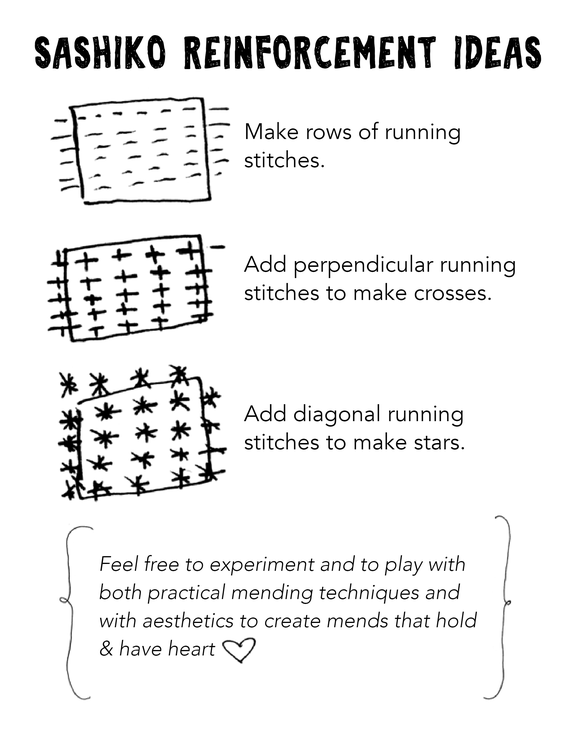 SASHIKO REINFORCEMENT IDEAS
Make rows of running
stitches.
Add perpendicular running
stitches to make crosses.
Add diagonal running
stitches to make stars.
Feel free to experiment and to play with
both practical mending techniques and
with aesthetics to create mends that hold
& have heart